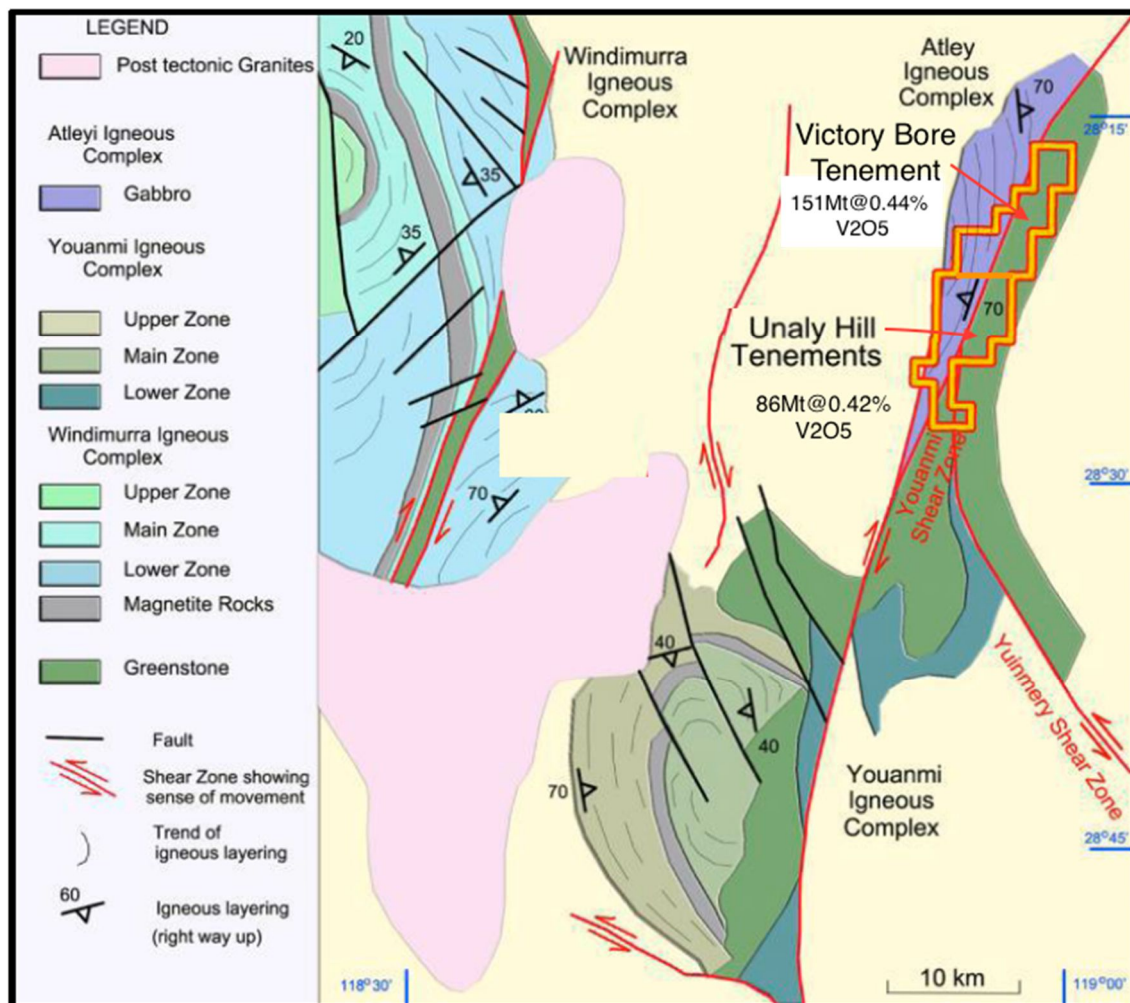 LEGEND
Post tectonic Granites
Atleyi Igneous
Complex
Gabbro
Youanmi Igneous
Complex
Upper Zone
Main Zone
Lower Zone
Windimurra Igneous
Complex
Upper Zone
Main Zone
Lower Zone
Magnetite Rocks
Greenstone
Fault
Shear Zone showing
sense of movement
Trend of
igneous layering
60
Igneous layering
(right way up)
20
Windimurra
Igneous
Complex
35
35
70
Atley
Igneous
Complex
70
28°15'
Victory Bore
Tenement
151Mt@0.44%
V2O5
70
Unaly Hill
Tenements
86Mt@0.42%
V2O5
Youanmi
Shear Zone
28°30'
40
40
70
Yuinmery Shear Zone
Youanmi
Igneous
Complex
28°45'
10 km
118°30'
119°00'